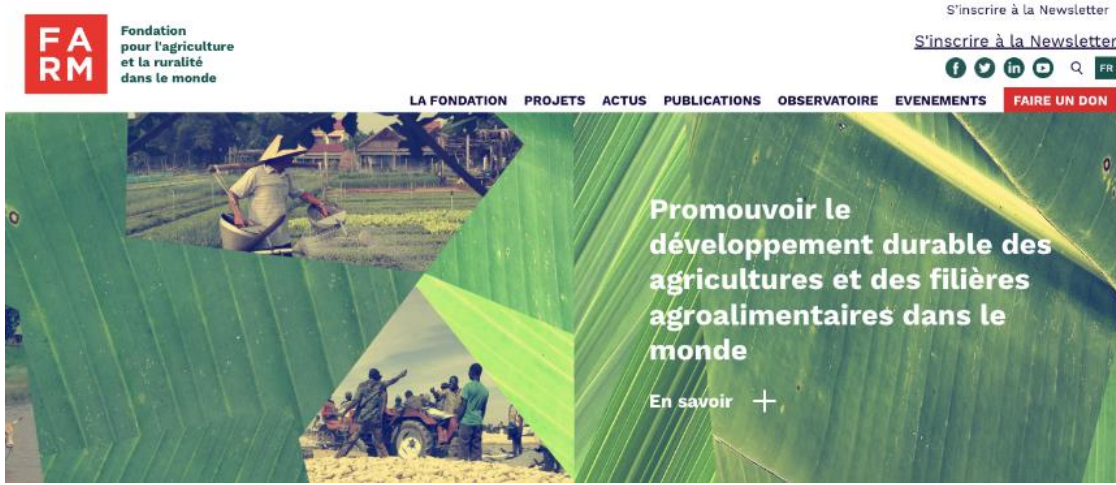 S'inscrire à la Newsletter
S'inscrire à la Newsletter
FA
RM
Fondation
pour l'agriculture
et la ruralité
dans le monde
FR
LA FONDATION PROJETS ACTUS PUBLICATIONS OBSERVATOIRE EVENEMENTS FAIRE UN DON
Promouvoir le
développement durable des
agricultures et des filières
agroalimentaires dans le
monde
En savoir +